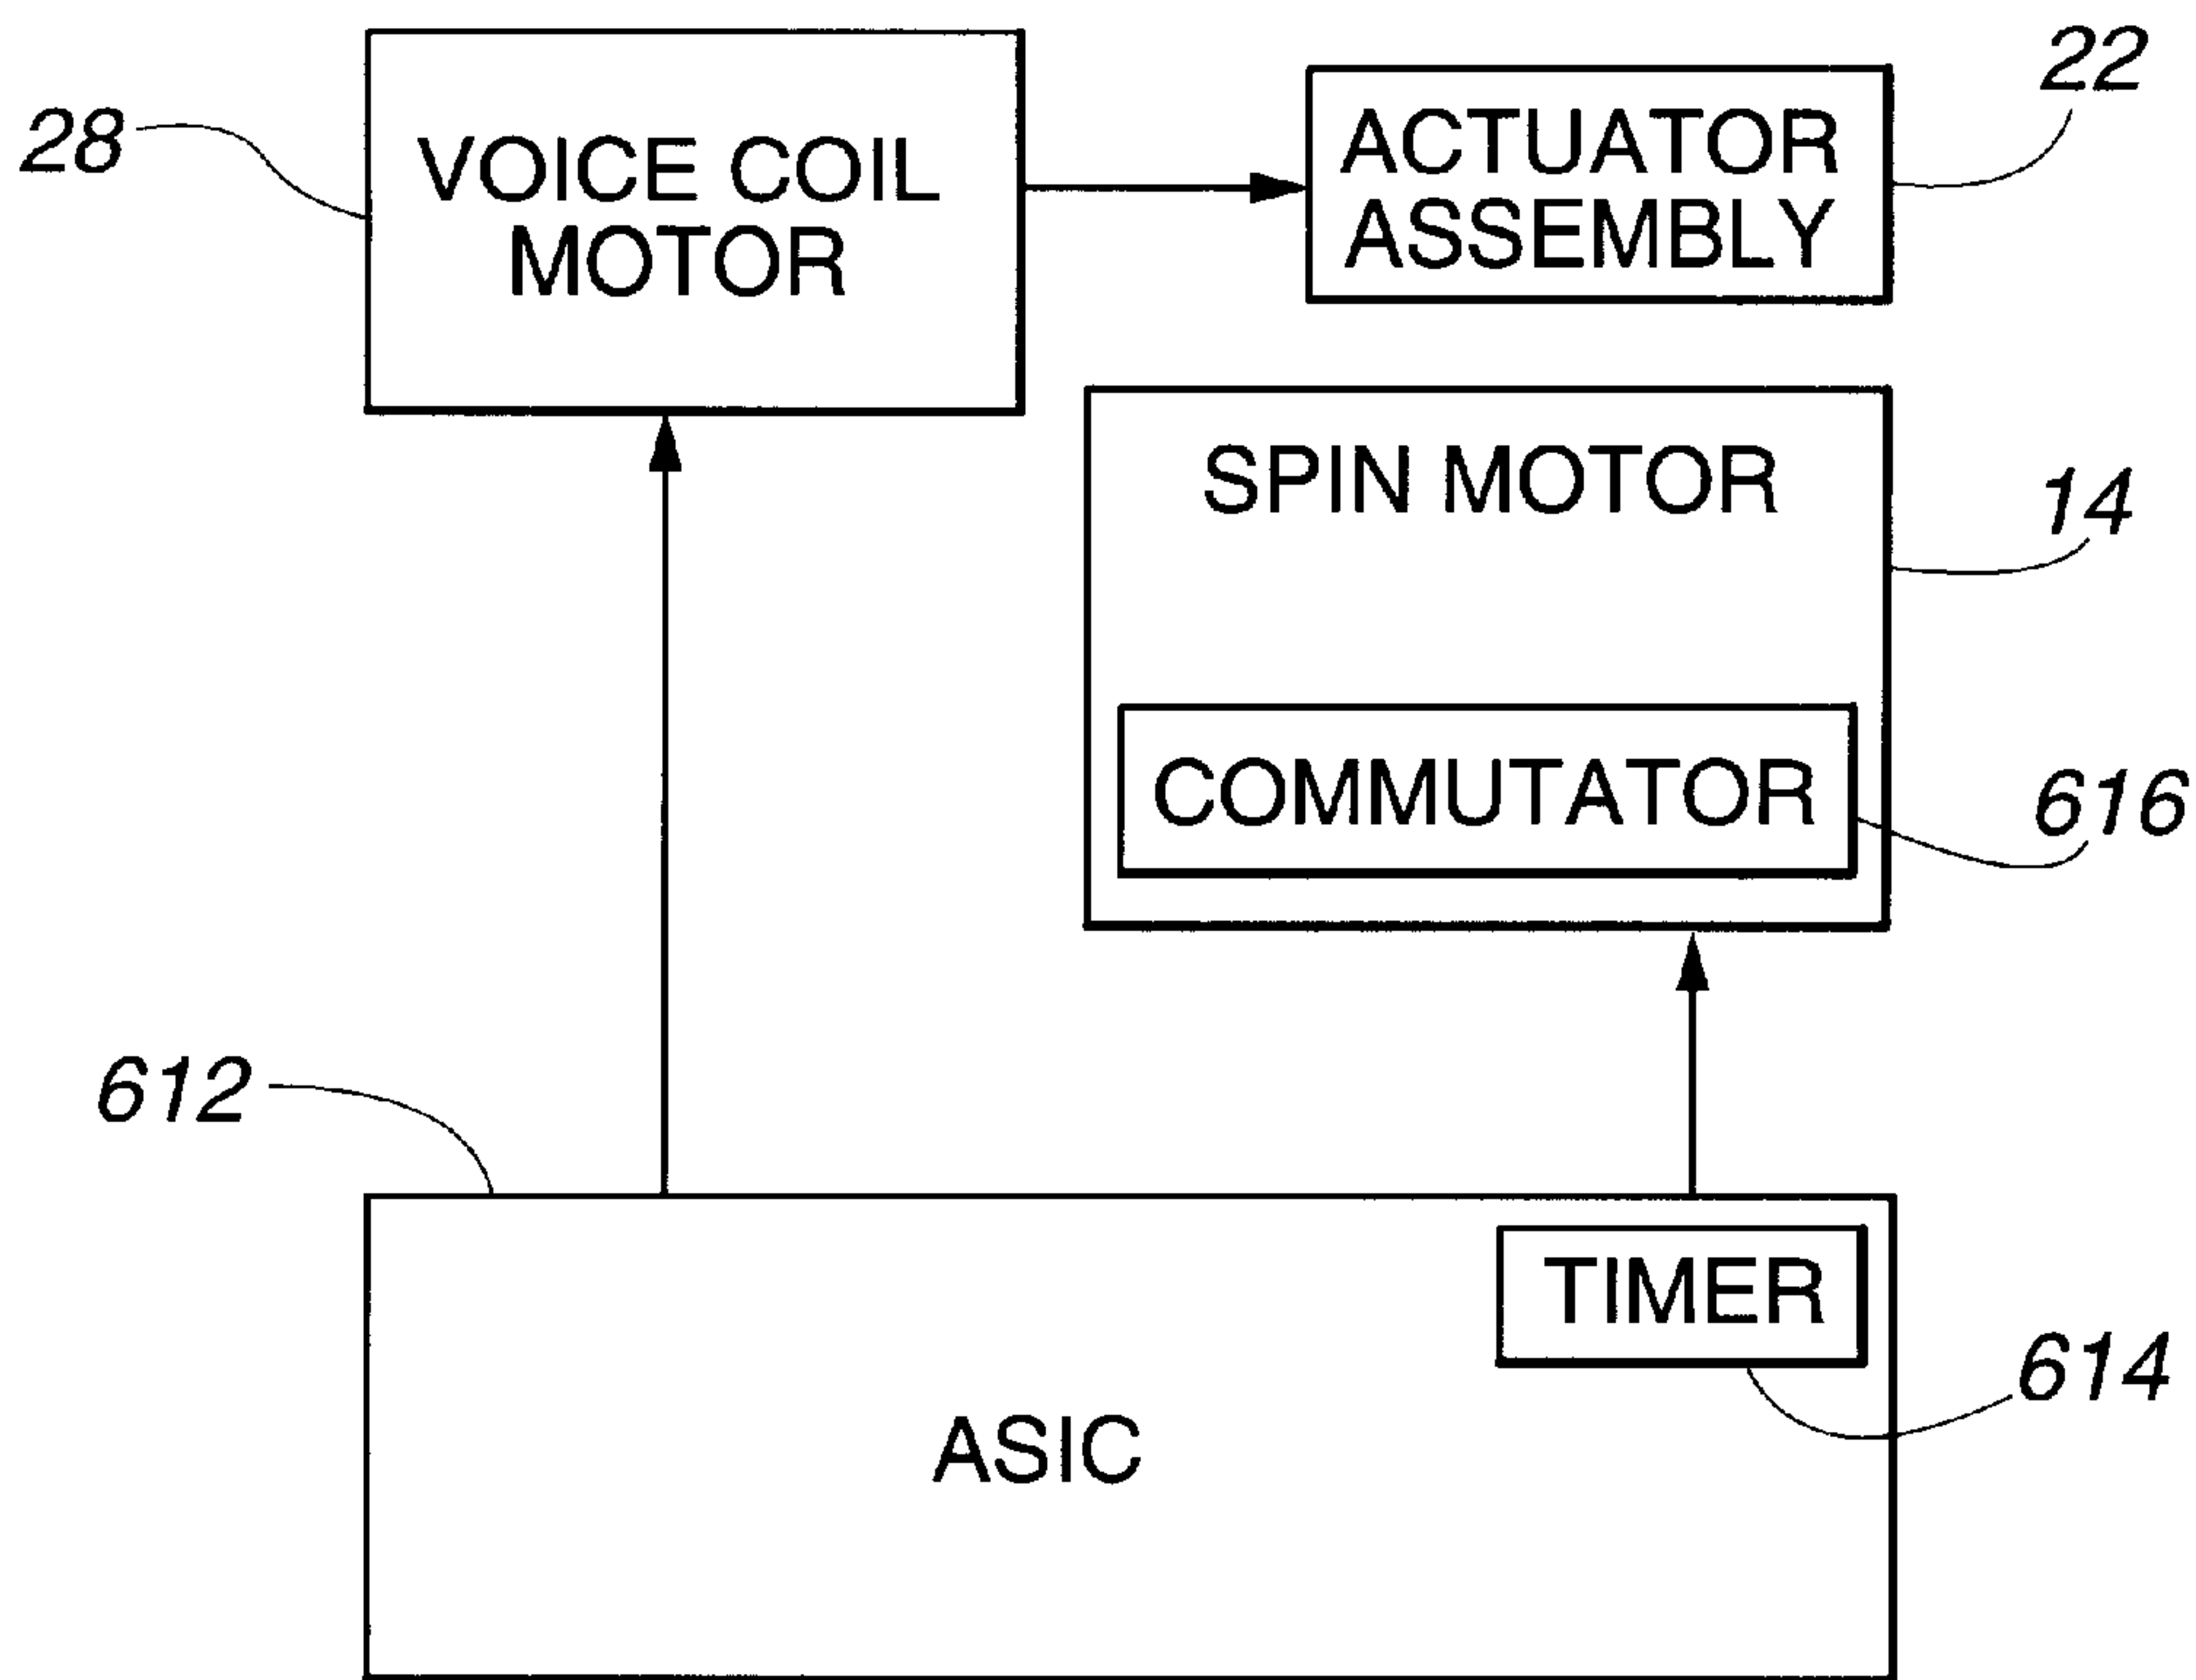 28
VOICE COIL
MOTOR
22
ACTUATOR
ASSEMBLY
14
SPIN MOTOR
616
COMMUTATOR
612
TIMER
614
ASIC